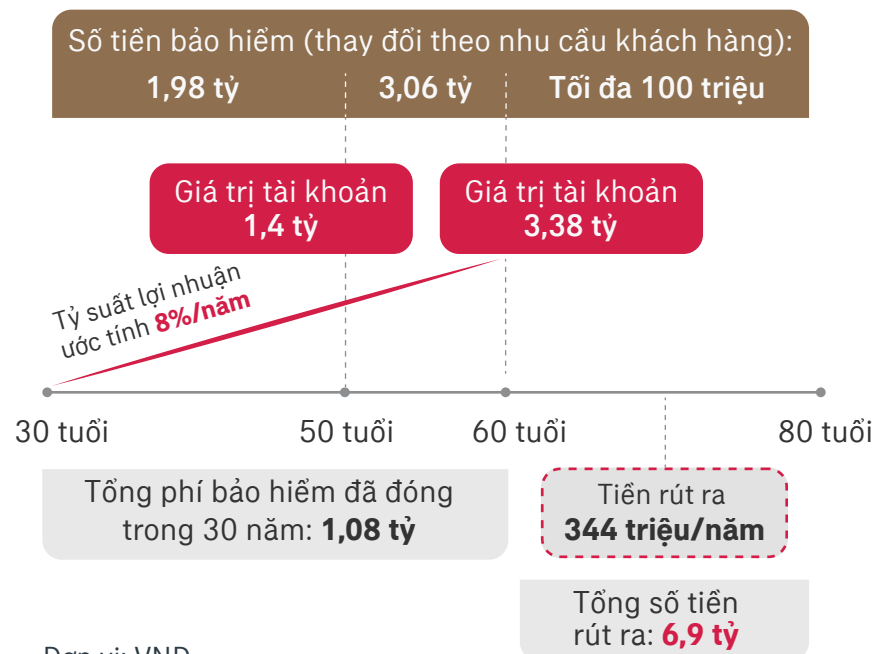 Số tiền bảo hiểm (thay đổi theo nhu cầu khách hàng):
1,98 tỷ
3,06 tỷ
Tối đa 100 triệu
Giá trị tài khoản
1,4 tỷ
Giá trị tài khoản
3,38 tỷ
Tỷ suất lợi nhuận
ước tính 8%/năm
30 tuổi
50 tuổi
60 tuổi
80 tuổi
Tổng phí bảo hiểm đã đóng
trong 30 năm: 1,08 tỷ
Tiền rút ra
344 triệu/năm
Tổng số tiền
rút ra: 6,9 tỷ